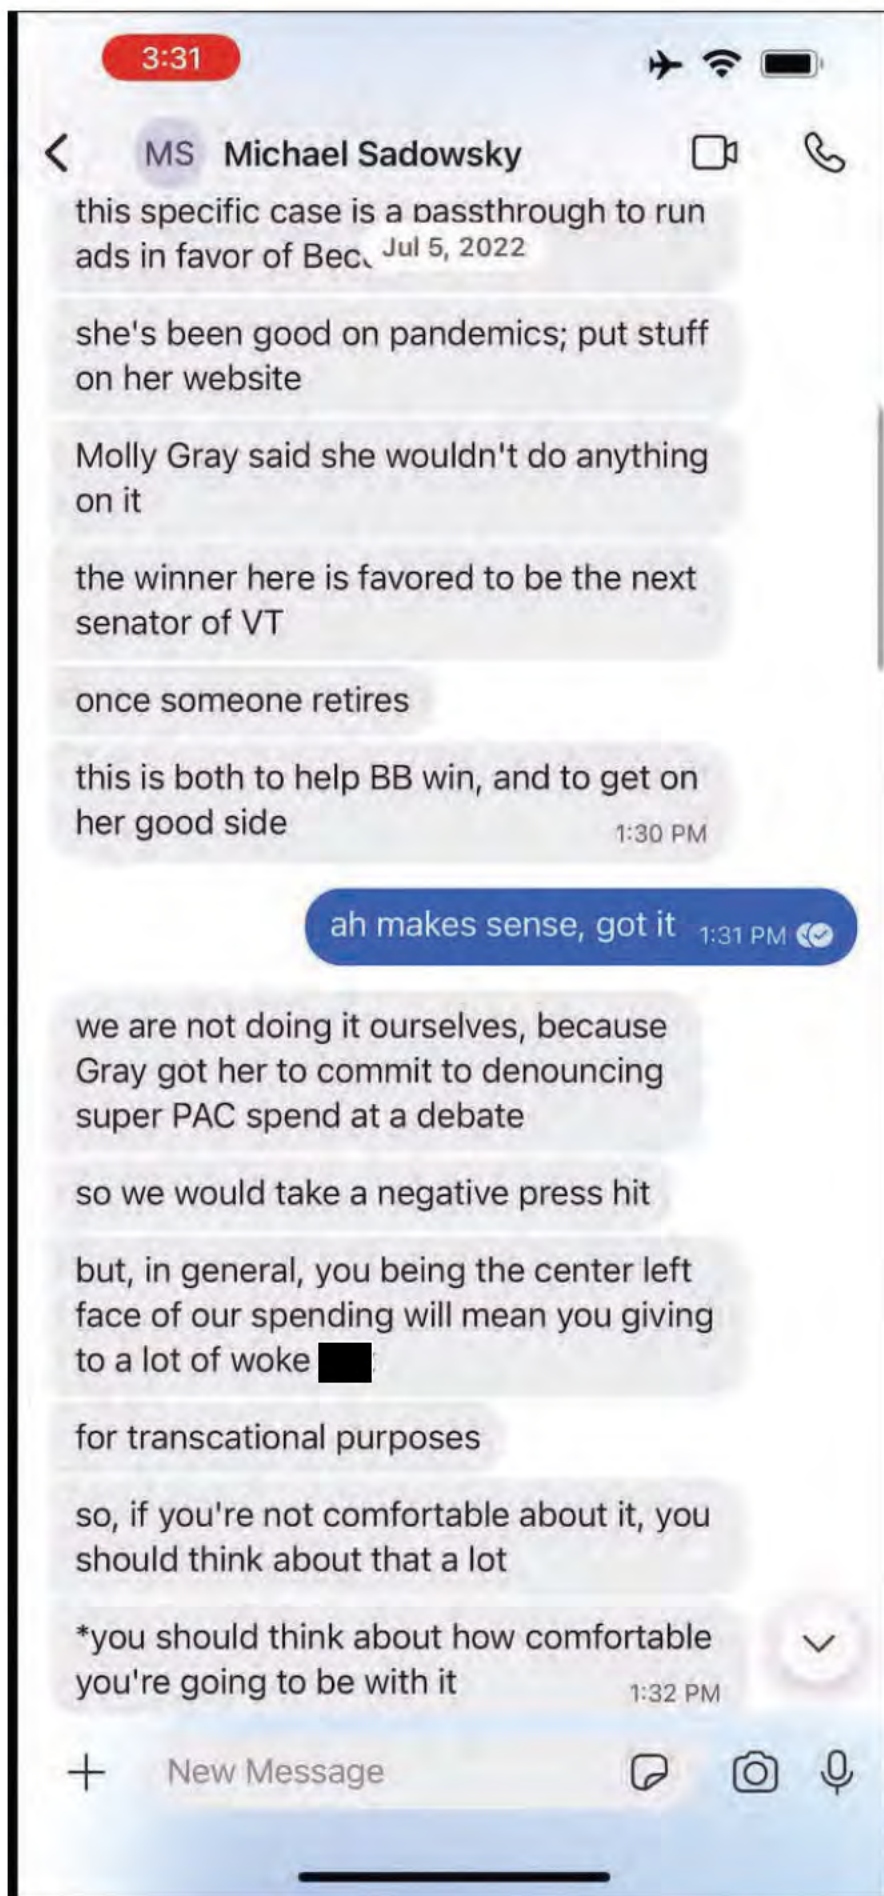 3:31
MS Michael Sadowsky
this specific case is a passthrough to run
ads in favor of
Jul 5, 2022
she's been good on pandemics; put stuff
on her website
Molly Gray said she wouldn't do anything
on it
the winner here is favored to be the next
senator of VT
once someone retires
this is both to help BB win, and to get on
her good side
1:30 PM
ah makes sense, got it 1:31 PM
we are not doing it ourselves, because
Gray got her to commit to denouncing
super PAC spend at a debate
so we would take a negative press hit
but, in general, you being the center left
face of our spending will mean you giving
to a lot of woke
for transcational purposes
so, if you're not comfortable about it, you
should think about that a lot
*you should think about how comfortable
you're going to be with it
1:32 PM
New Message